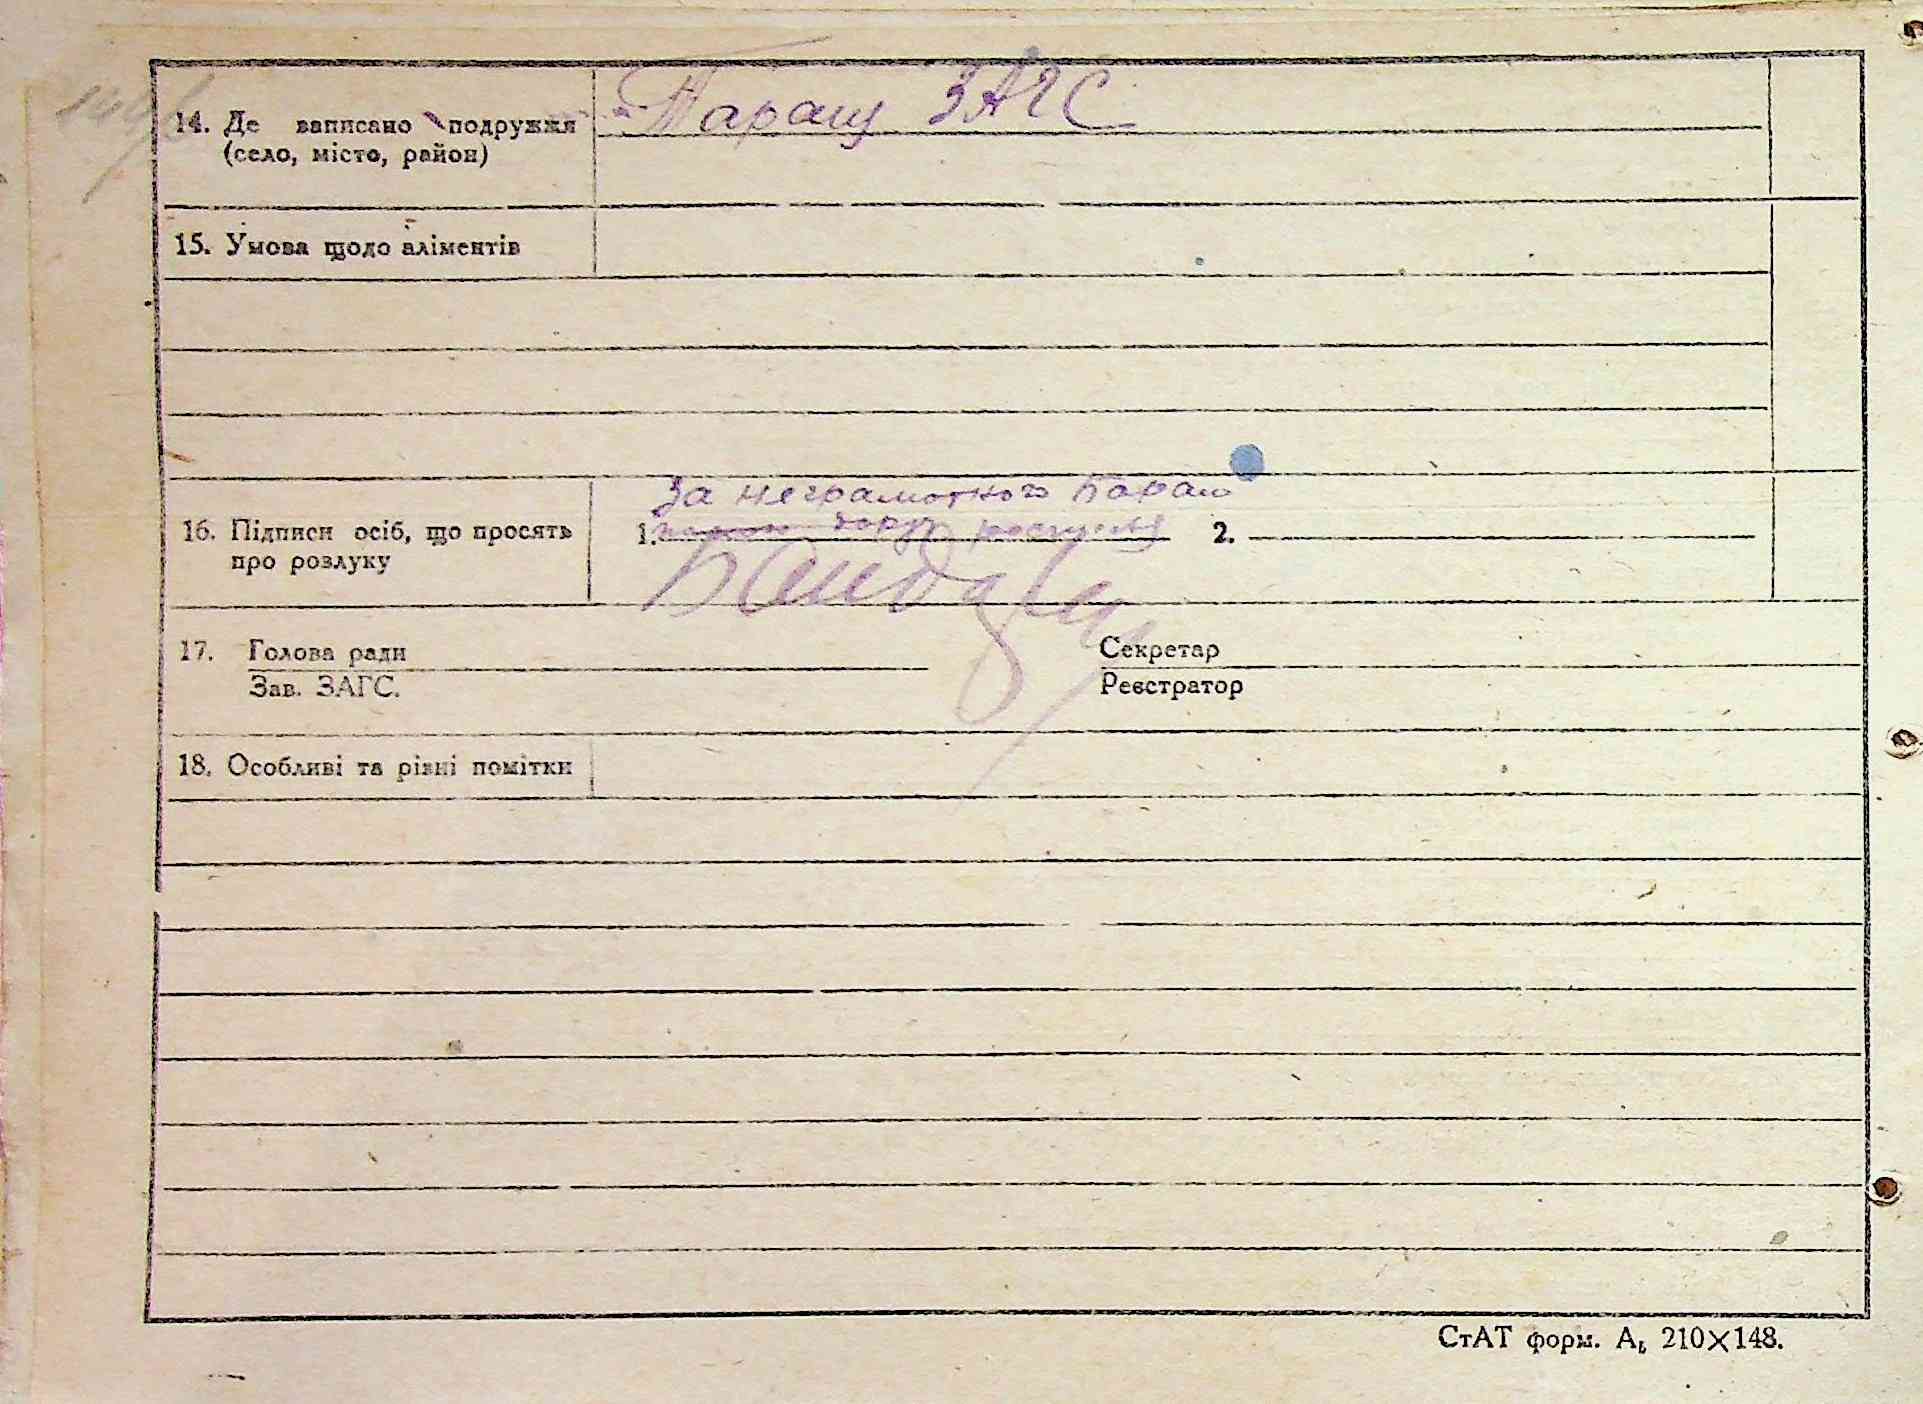 14. Де записано подружжя Таращ ЗАГС
(село, місто, район)
15. Умова щодо аліментів
За неграмотного
16. Підписи осіб, що просять 1. 2.
про розлуку
17. Голова ради Секретар
Зав. ЗАГС. Реєстратор
18. Особливі та різні помітки
СтАТ форм. А, 210×148.